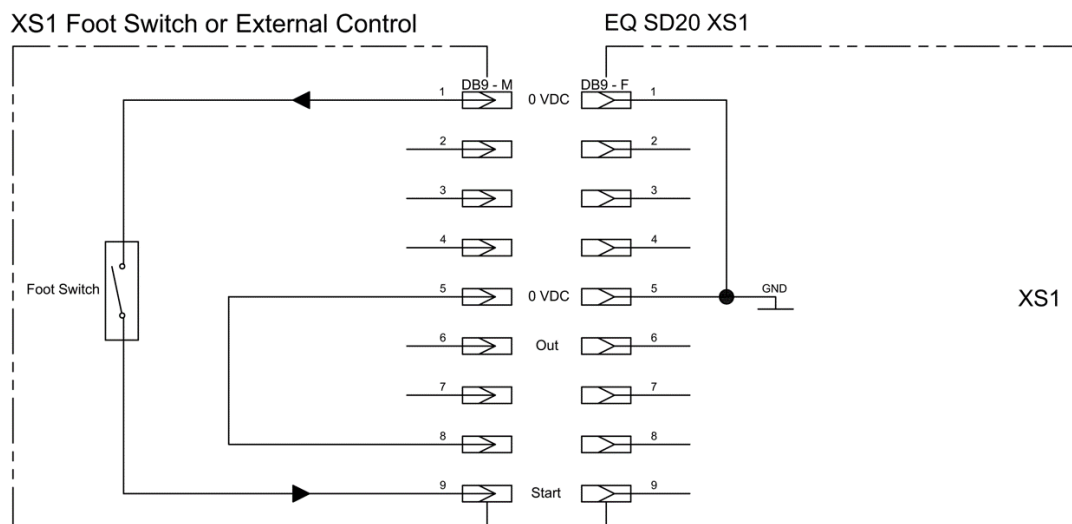 XS1 Foot Switch or External Control
EQ SD20 XS1
DB9 - M
DB9 - F
1 0 VDC 1
2 2
3 3
4 4
5 0 VDC 5
GND
XS1
Foot Switch
6 Out 6
7 7
8 8
9 Start 9